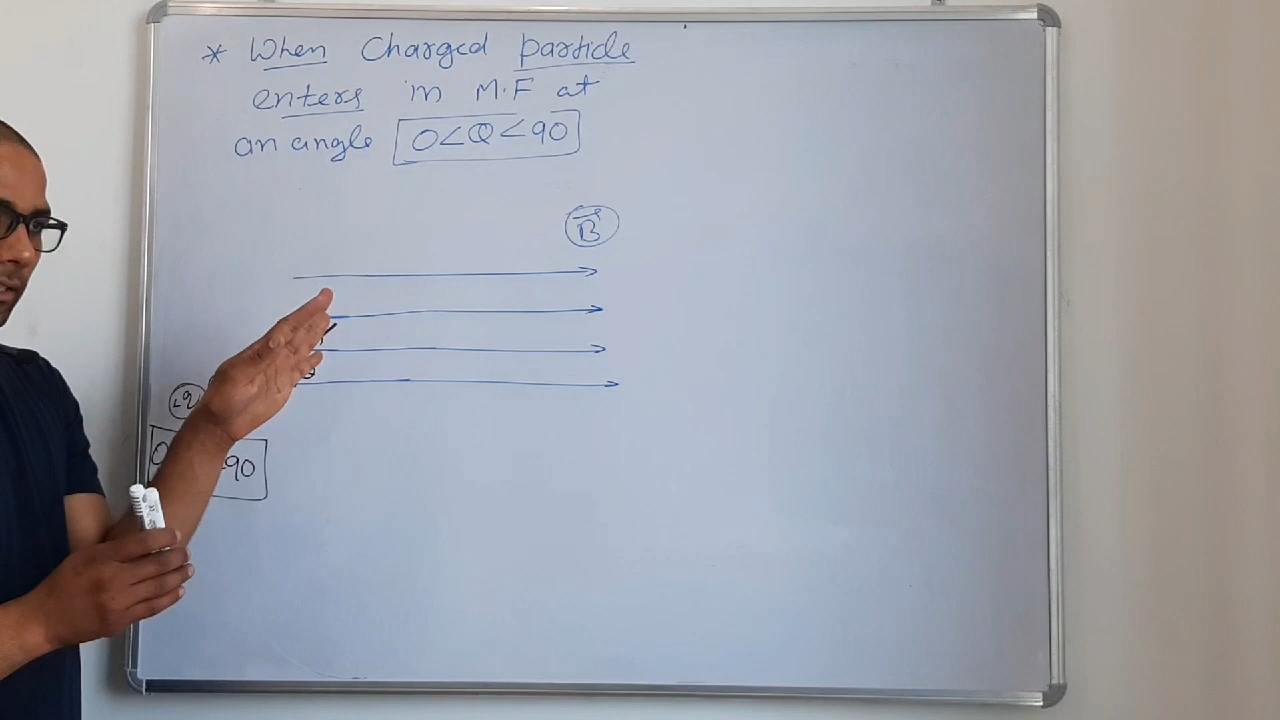 * When Charged particle
enters in M.F at
an angle 0<Q<90
B
+q
90